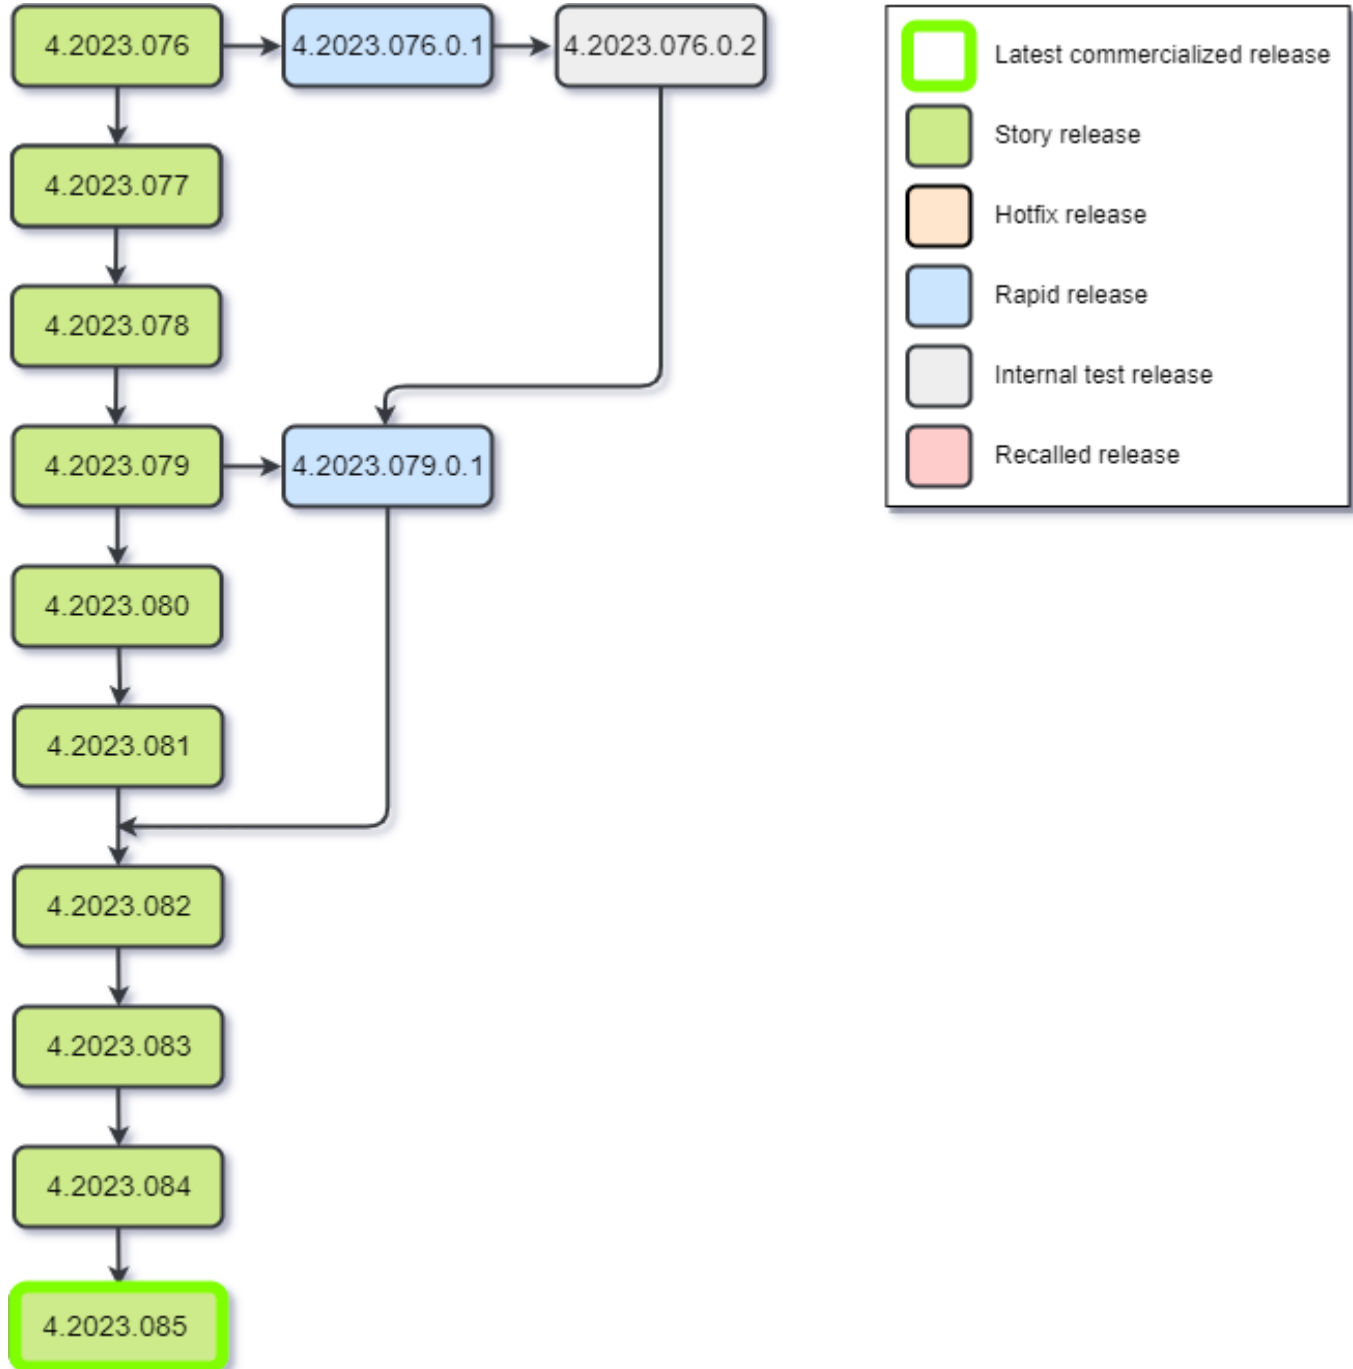 4.2023.076
4.2023.076.0.1
4.2023.076.0.2
4.2023.077
4.2023.078
4.2023.079
4.2023.079.0.1
4.2023.080
4.2023.081
4.2023.082
4.2023.083
4.2023.084
4.2023.085
Latest commercialized release
Story release
Hotfix release
Rapid release
Internal test release
Recalled release